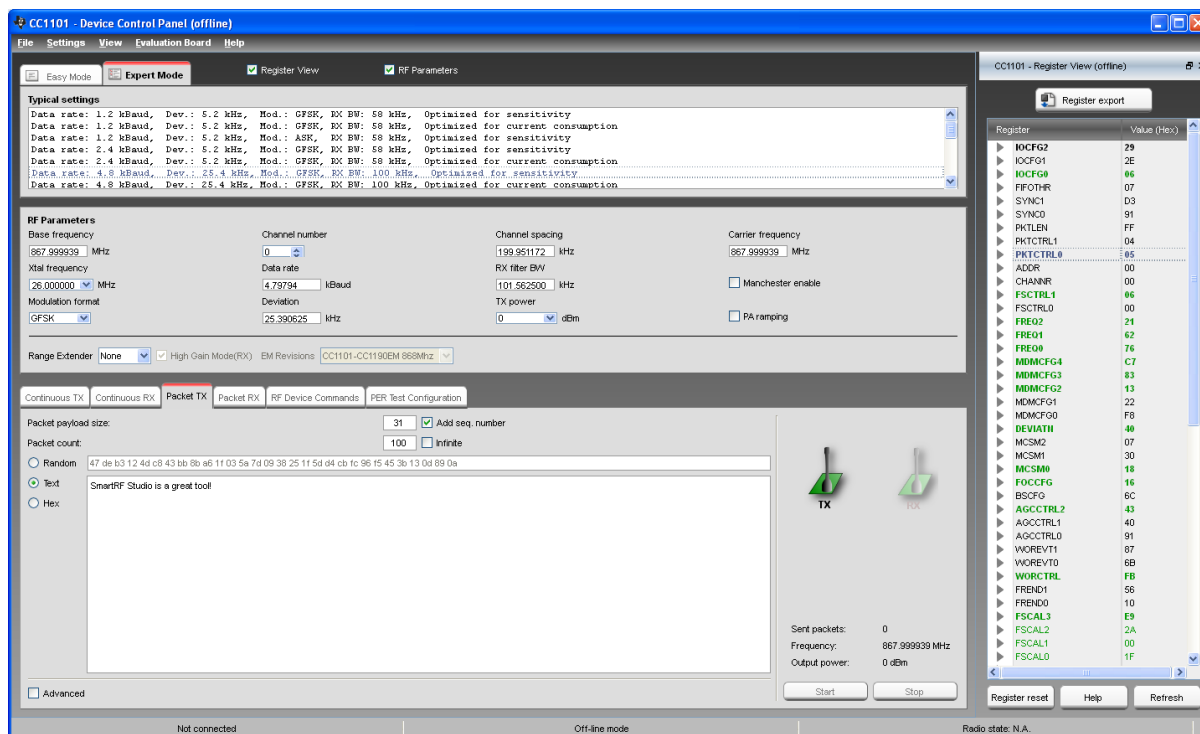 CC1101 - Device Control Panel (offline)
File Settings View Evaluation Board Help
Easy Mode Expert Mode Register View RF Parameters
Typical settings
Data rate: 1.2 kBaud, Dev.: 5.2 kHz, Mod.: GFSK, RX BW: 58 kHz, Optimized for sensitivity
Data rate: 1.2 kBaud, Dev.: 5.2 kHz, Mod.: GFSK, RX BW: 58 kHz, Optimized for current consumption
Data rate: 1.2 kBaud, Dev.: 5.2 kHz, Mod.: ASK, RX BW: 58 kHz, Optimized for sensitivity
Data rate: 2.4 kBaud, Dev.: 5.2 kHz, Mod.: GFSK, RX BW: 58 kHz, Optimized for sensitivity
Data rate: 2.4 kBaud, Dev.: 5.2 kHz, Mod.: GFSK, RX BW: 58 kHz, Optimized for current consumption
Data rate: 4.8 kBaud, Dev.: 25.4 kHz, Mod.: GFSK, RX BW: 100 kHz, Optimized for sensitivity
Data rate: 4.8 kBaud, Dev.: 25.4 kHz, Mod.: GFSK, RX BW: 100 kHz, Optimized for current consumption
RF Parameters
Base frequency Channel number Channel spacing Carrier frequency
867.999939 MHz 0 199.951172 kHz 867.999939 MHz
Xtal frequency Data rate RX filter BW
26.000000 MHz 4.79794 kBaud 101.562500 kHz Manchester enable
Modulation format Deviation TX power
GFSK 25.390625 kHz 0 dBm PA ramping
Range Extender None High Gain Mode(RX) EM Revisions CC1101-CC1190EM 868Mhz
Continuous TX Continuous RX Packet TX Packet RX RF Device Commands PER Test Configuration
Packet payload size: 31 Add seq. number
Packet count: 100 Infinite
Random 47 de b3 12 4d c8 43 bb 8b a6 1f 03 5a 7d 09 38 25 1f 5d d4 cb fc 96 f5 45 3b 13 0d 89 0a
Text SmartRF Studio is a great tool!
Hex
TX RX
Sent packets: 0
Frequency: 867.999939 MHz
Output power: 0 dBm
Advanced
Start Stop
CC1101 - Register View (offline)
Register export
Register Value (Hex)
IOCFG2 29
IOCFG1 2E
IOCFG0 06
FIFOTHR 07
SYNC1 D3
SYNC0 91
PKTLEN FF
PKTCTRL1 04
PKTCTRL0 05
ADDR 00
CHANNR 00
FSCTRL1 06
FSCTRL0 00
FREQ2 21
FREQ1 62
FREQ0 76
MDMCFG4 C7
MDMCFG3 83
MDMCFG2 13
MDMCFG1 22
MDMCFG0 F8
DEVIATN 40
MCSM2 07
MCSM1 30
MCSM0 18
FOCCFG 16
BSCFG 6C
AGCCTRL2 43
AGCCTRL1 40
AGCCTRL0 91
WOREVT1 87
WOREVT0 6B
WORCTRL FB
FREND1 56
FREND0 10
FSCAL3 E9
FSCAL2 2A
FSCAL1 00
FSCAL0 1F
Register reset Help Refresh
Not connected Off-line mode Radio state: N.A.